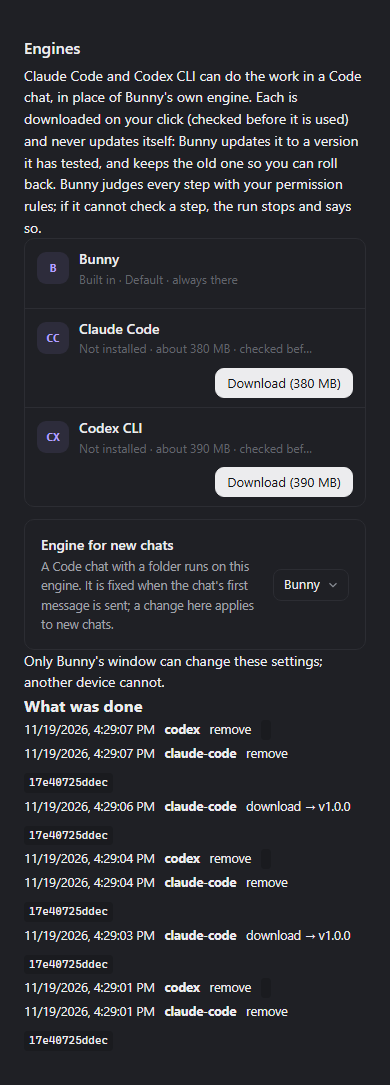 Engines
Claude Code and Codex CLI can do the work in a Code
chat, in place of Bunny's own engine. Each is
downloaded on your click (checked before it is used)
and never updates itself: Bunny updates it to a version
it has tested, and keeps the old one so you can roll
back. Bunny judges every step with your permission
rules; if it cannot check a step, the run stops and says
so.
B
Bunny
Built in · Default · always there
CC
Claude Code
Not installed · about 380 MB · checked bef...
Download (380 MB)
CX
Codex CLI
Not installed · about 390 MB · checked bef...
Download (390 MB)
Engine for new chats
A Code chat with a folder runs on this
engine. It is fixed when the chat's first
message is sent; a change here applies
to new chats.
Bunny
Only Bunny's window can change these settings;
another device cannot.
What was done
11/19/2026, 4:29:07 PM codex remove
11/19/2026, 4:29:07 PM claude-code remove
17e40725ddec
11/19/2026, 4:29:06 PM claude-code download → v1.0.0
17e40725ddec
11/19/2026, 4:29:04 PM codex remove
11/19/2026, 4:29:04 PM claude-code remove
17e40725ddec
11/19/2026, 4:29:03 PM claude-code download → v1.0.0
17e40725ddec
11/19/2026, 4:29:01 PM codex remove
11/19/2026, 4:29:01 PM claude-code remove
17e40725ddec